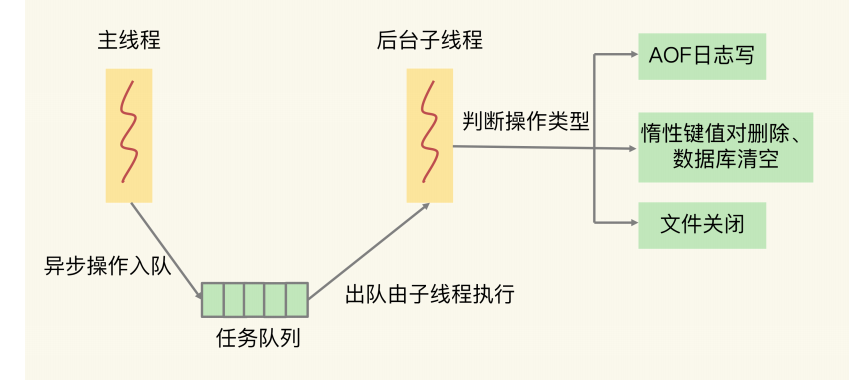 主线程
后台子线程
AOF日志写
判断操作类型
惰性键值对删除、
数据库清空
文件关闭
异步操作入队
出队由子线程执行
任务队列